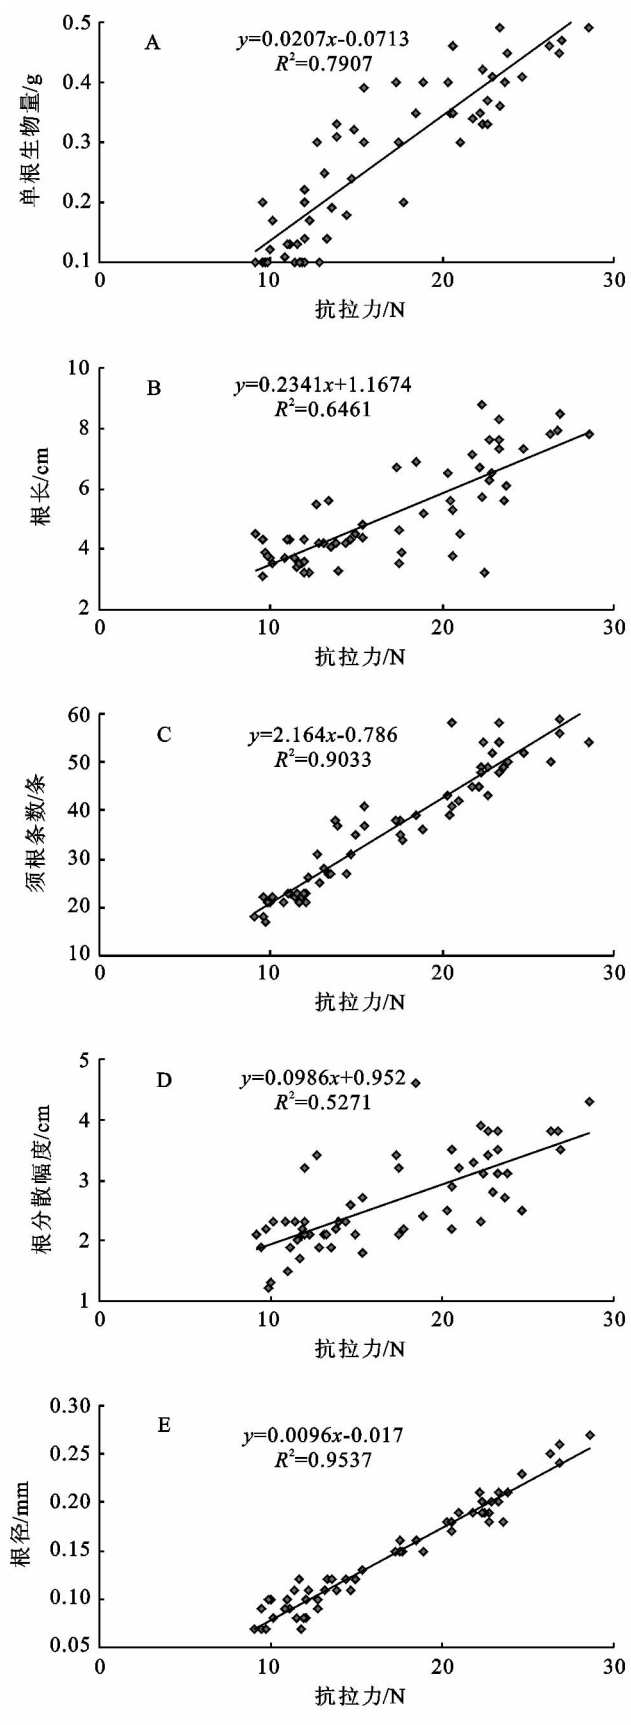 A
y=0.0207x-0.0713
R²=0.7907
0.5
0.4
0.3
0.2
0.1
单根生物量/g
0
10
20
30
抗拉力/N
B
y=0.2341x+1.1674
R²=0.6461
10
8
6
4
2
根长/cm
0
10
20
30
抗拉力/N
C
y=2.164x-0.786
R²=0.9033
60
50
40
30
20
10
须根条数/条
0
10
20
30
抗拉力/N
D
y=0.0986x+0.952
R²=0.5271
5
4
3
2
1
根分散幅度/cm
0
10
20
30
抗拉力/N
E
y=0.0096x-0.017
R²=0.9537
0.30
0.25
0.20
0.15
0.10
0.05
根径/mm
0
10
20
30
抗拉力/N